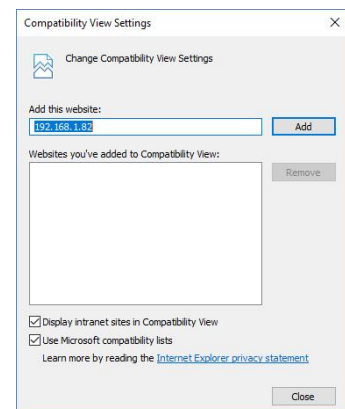 Compatibility View Settings
Change Compatibility View Settings
Add this website:
192.168.1.82
Add
Websites you've added to Compatibility View:
Remove
Display intranet sites in Compatibility View
Use Microsoft compatibility lists
Learn more by reading the Internet Explorer privacy statement
Close